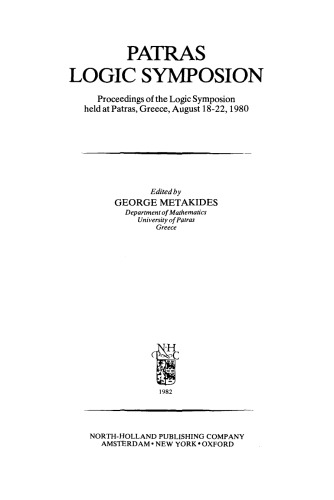 PATRAS
LOGIC SYMPOSION
Proceedings of the Logic Symposion
held at Patras, Greece, August 18-22, 1980
Edited by
GEORGE METAKIDES
Department of Mathematics
University of Patras
Greece
1982
NORTH-HOLLAND PUBLISHING COMPANY
AMSTERDAM • NEW YORK • OXFORD